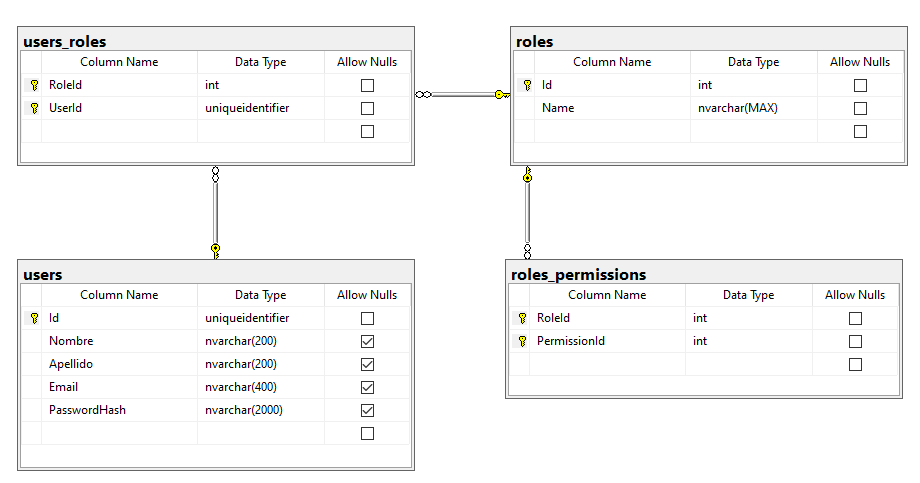 users_roles
Column Name Data Type Allow Nulls
RoleId int
UserId uniqueidentifier
roles
Column Name Data Type Allow Nulls
Id int
Name nvarchar(MAX)
users
Column Name Data Type Allow Nulls
Id uniqueidentifier
Nombre nvarchar(200)
Apellido nvarchar(200)
Email nvarchar(400)
PasswordHash nvarchar(2000)
roles_permissions
Column Name Data Type Allow Nulls
RoleId int
PermissionId int